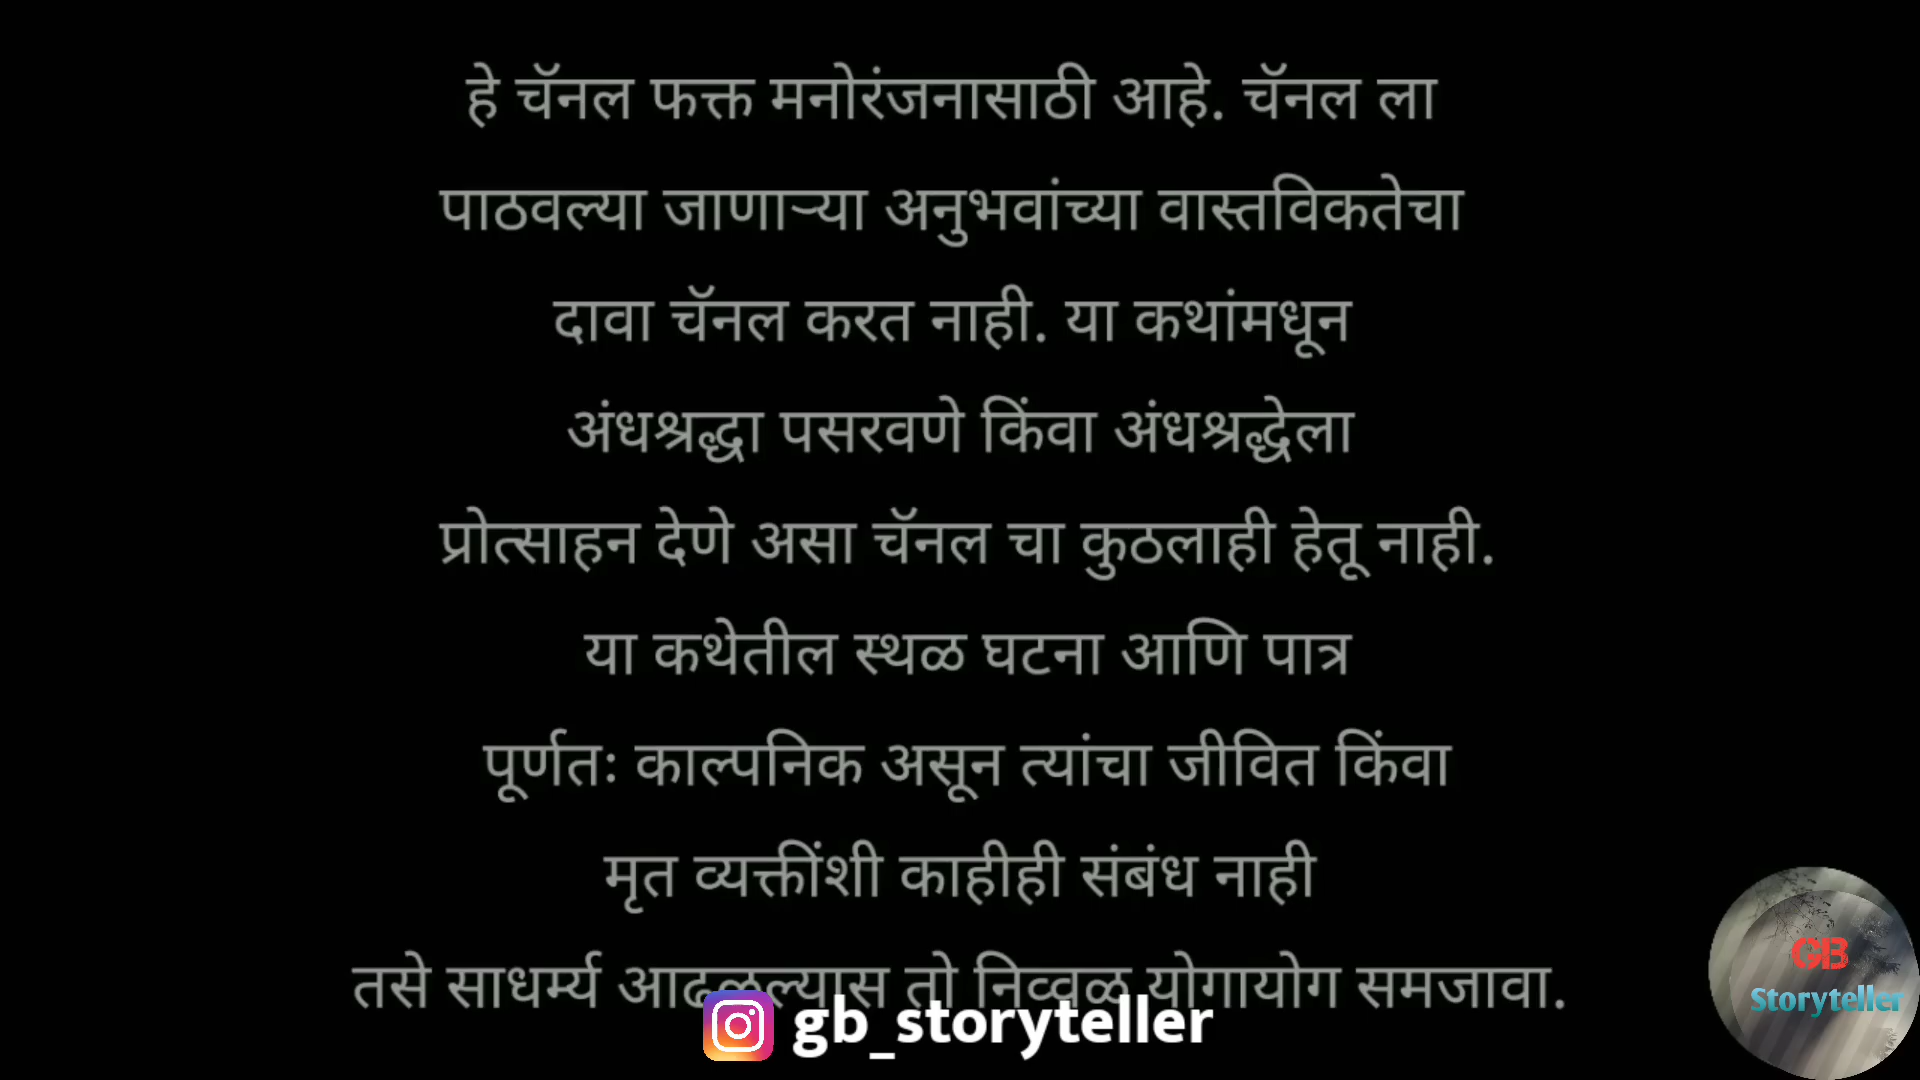 हे चॅनल फक्त मनोरंजनासाठी आहे. चॅनल ला
पाठवल्या जाणाऱ्या अनुभवांच्या वास्तविकतेचा
दावा चॅनल करत नाही. या कथांमधून
अंधश्रद्धा पसरवणे किंवा अंधश्रद्धेला
प्रोत्साहन देणे असा चॅनल चा कुठलाही हेतू नाही.
या कथेतील स्थळ घटना आणि पात्र
पूर्णतः काल्पनिक असून त्यांचा जीवित किंवा
मृत व्यक्तींशी काहीही संबंध नाही
तसे साधर्म्य आढळल्यास तो निव्वळ योगायोग समजावा.
gb_storyteller
GB
Storyteller